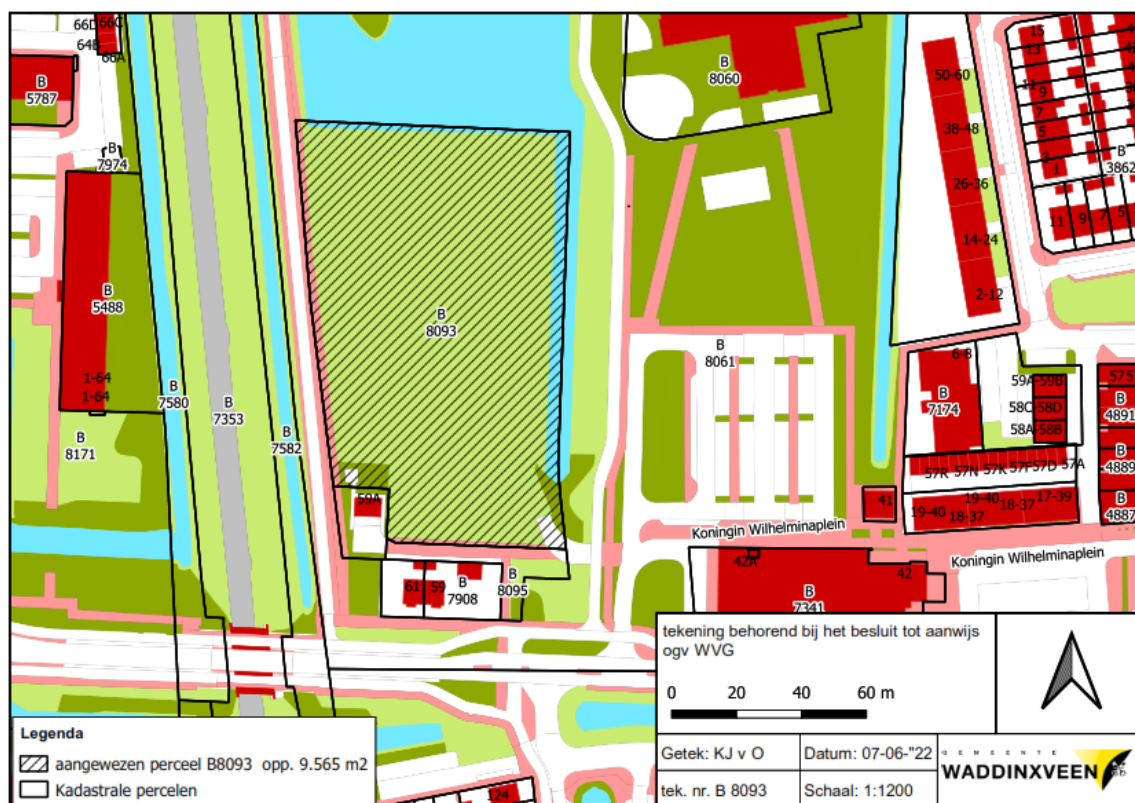 66D 66C
64B
66A
B
5787
B
7974
B
5488
1-64
1-64
B
8171
B
7580
B
7353
B
7582
B
8093
59A
61
59
B
7908
B
8095
B
8060
B
8061
50-60
38-48
26-36
14-24
2-12
15
13
11
9
7
5
3
1
B
3862
11
9
7
5
6-8
B
7174
59A-59B
58C-58D
58A-58B
575
B
4891
B
4889
B
4887
57R 57N 57K 57F 57D 57A
19-40
18-37
19-40
18-37
17-39
41
Koningin Wilhelminaplein
Koningin Wilhelminaplein
42A
42
B
7341
124
tekening behorend bij het besluit tot aanwijs
ogv WVG
0 20 40 60 m
Getek: KJ v O
Datum: 07-06-"22
tek. nr. B 8093
Schaal: 1:1200
GEMEENTE
WADDINXVEEN
Legenda
aangewezen perceel B8093 opp. 9.565 m2
Kadastrale percelen